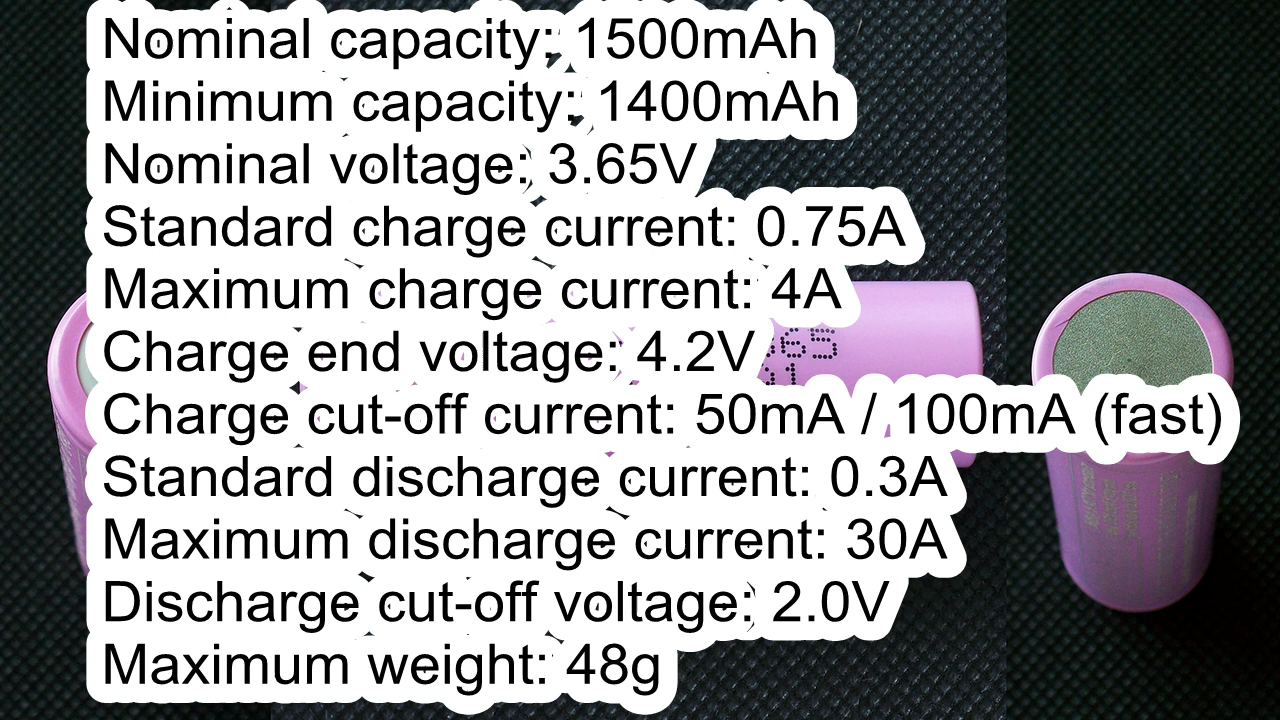 Nominal capacity: 1500mAh
Minimum capacity: 1400mAh
Nominal voltage: 3.65V
Standard charge current: 0.75A
Maximum charge current: 4A
Charge end voltage: 4.2V
Charge cut-off current: 50mA / 100mA (fast)
Standard discharge current: 0.3A
Maximum discharge current: 30A
Discharge cut-off voltage: 2.0V
Maximum weight: 48g